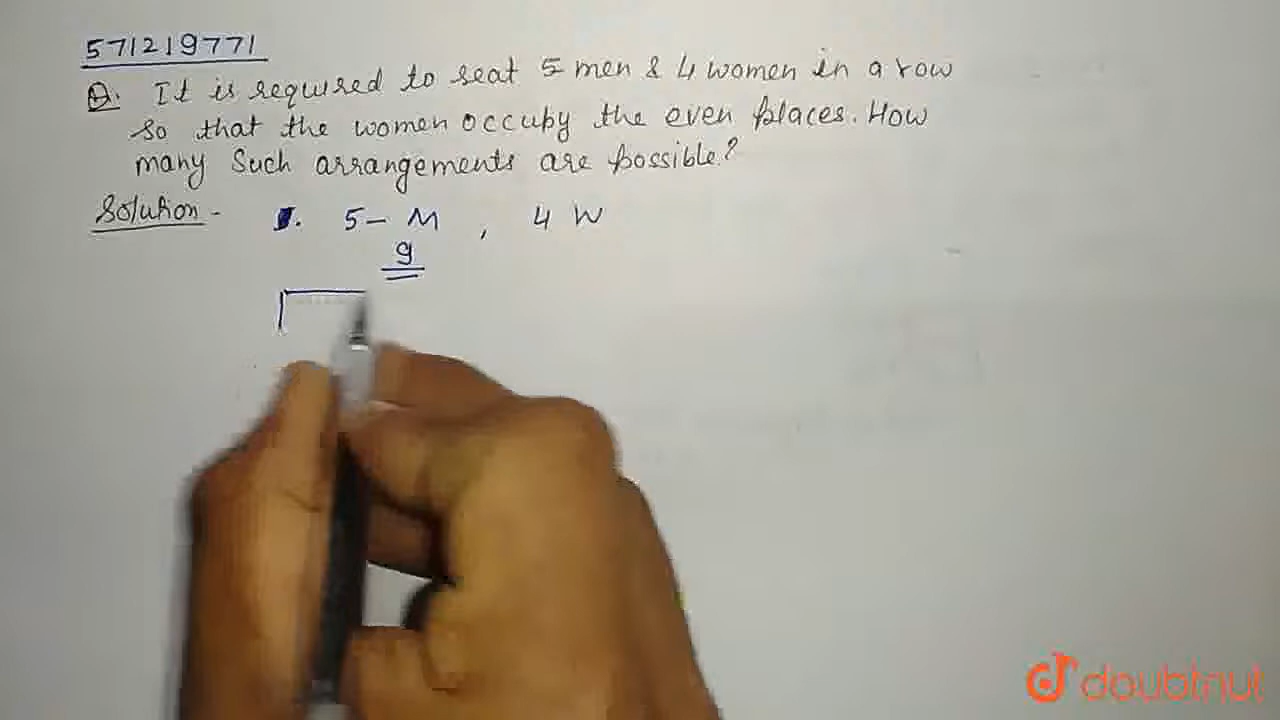 571219771
Q. It is required to seat 5 men & 4 women in a row
so that the women occupy the even places. How
many such arrangements are possible?
Solution - 5 - M , 4 W
9
doubtnut